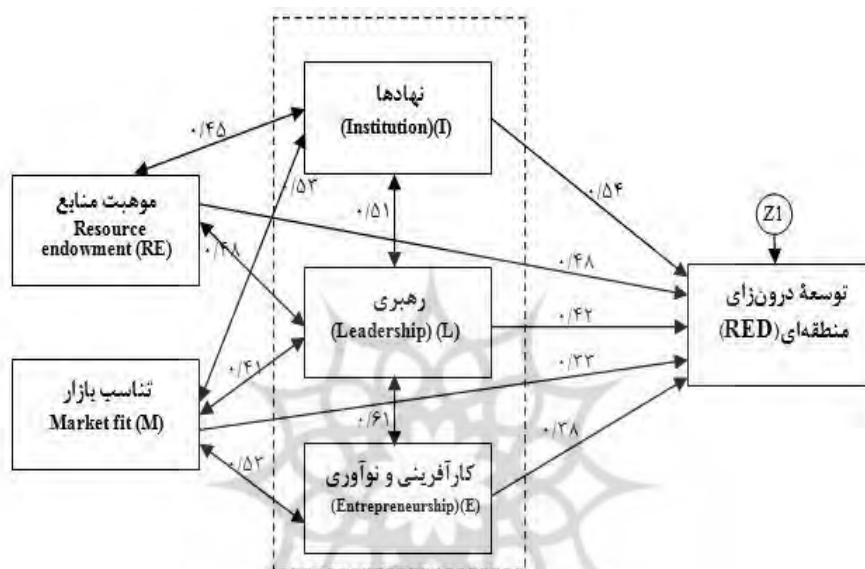 نهادها
(Institution)(I)
۰/۴۵
۰/۵۳
۰/۵۴
موهبت منابع
Resource
endowment (RE)
۰/۵۱
Z1
۰/۴۸
۰/۴۸
توسعهٔ درون‌زای
منطقه‌ای(RED)
رهبری
(Leadership) (L)
۰/۴۲
۰/۴۱
۰/۳۳
تناسب بازار
Market fit (M)
۰/۶۱
۰/۳۸
۰/۵۳
کارآفرینی و نوآوری
(Entrepreneurship)(E)